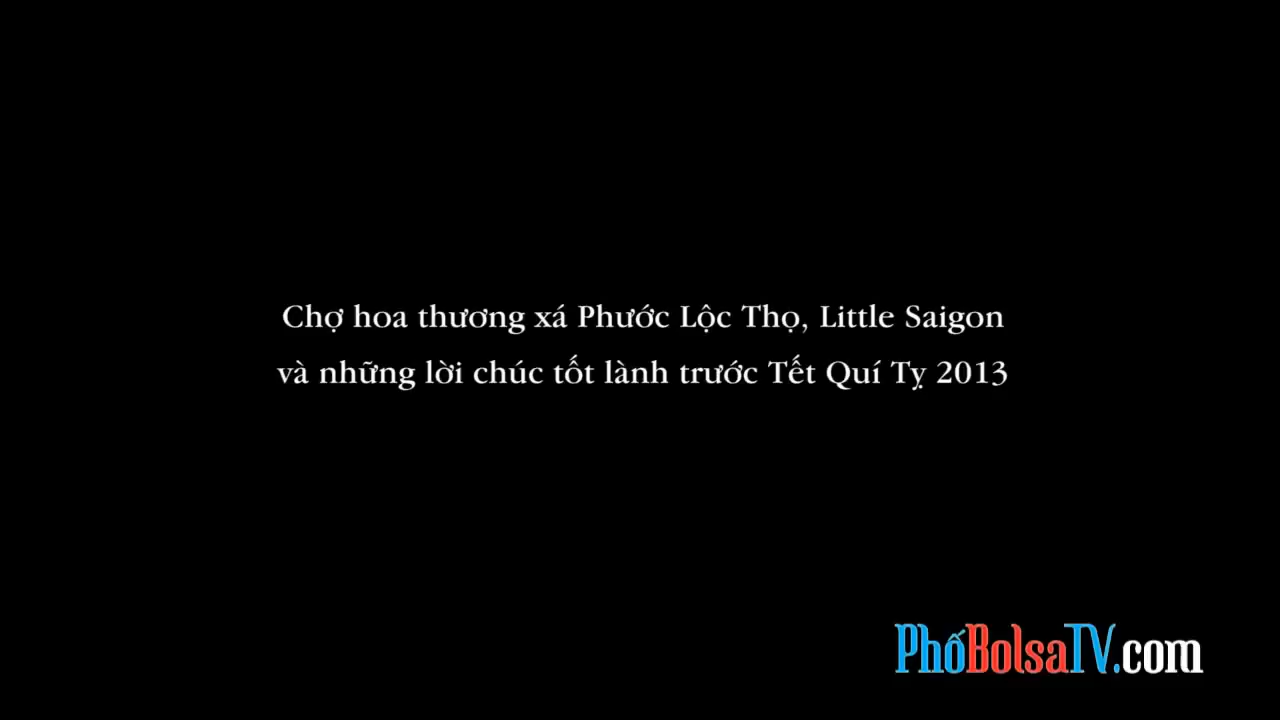 Chợ hoa thương xá Phước Lộc Thọ, Little Saigon
và những lời chúc tốt lành trước Tết Quí Tỵ 2013
PhốBolsaTV.com